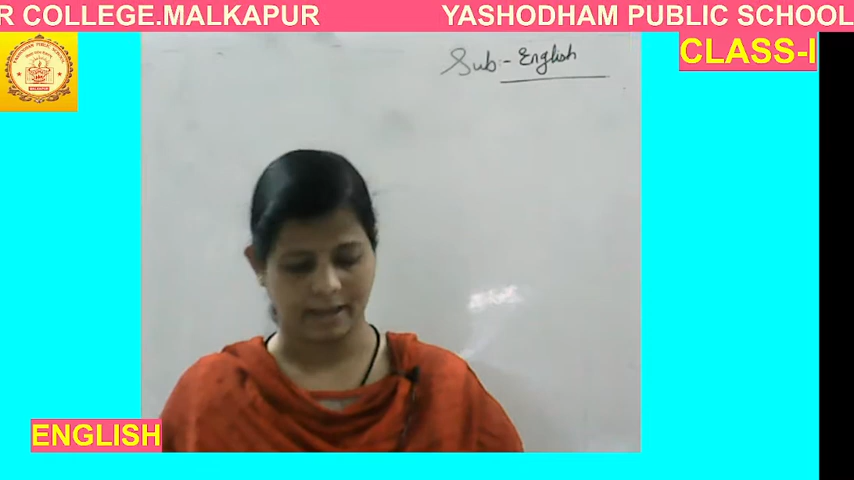 R COLLEGE.MALKAPUR YASHODHAM PUBLIC SCHOOL
CLASS-I
Sub:- English
ENGLISH